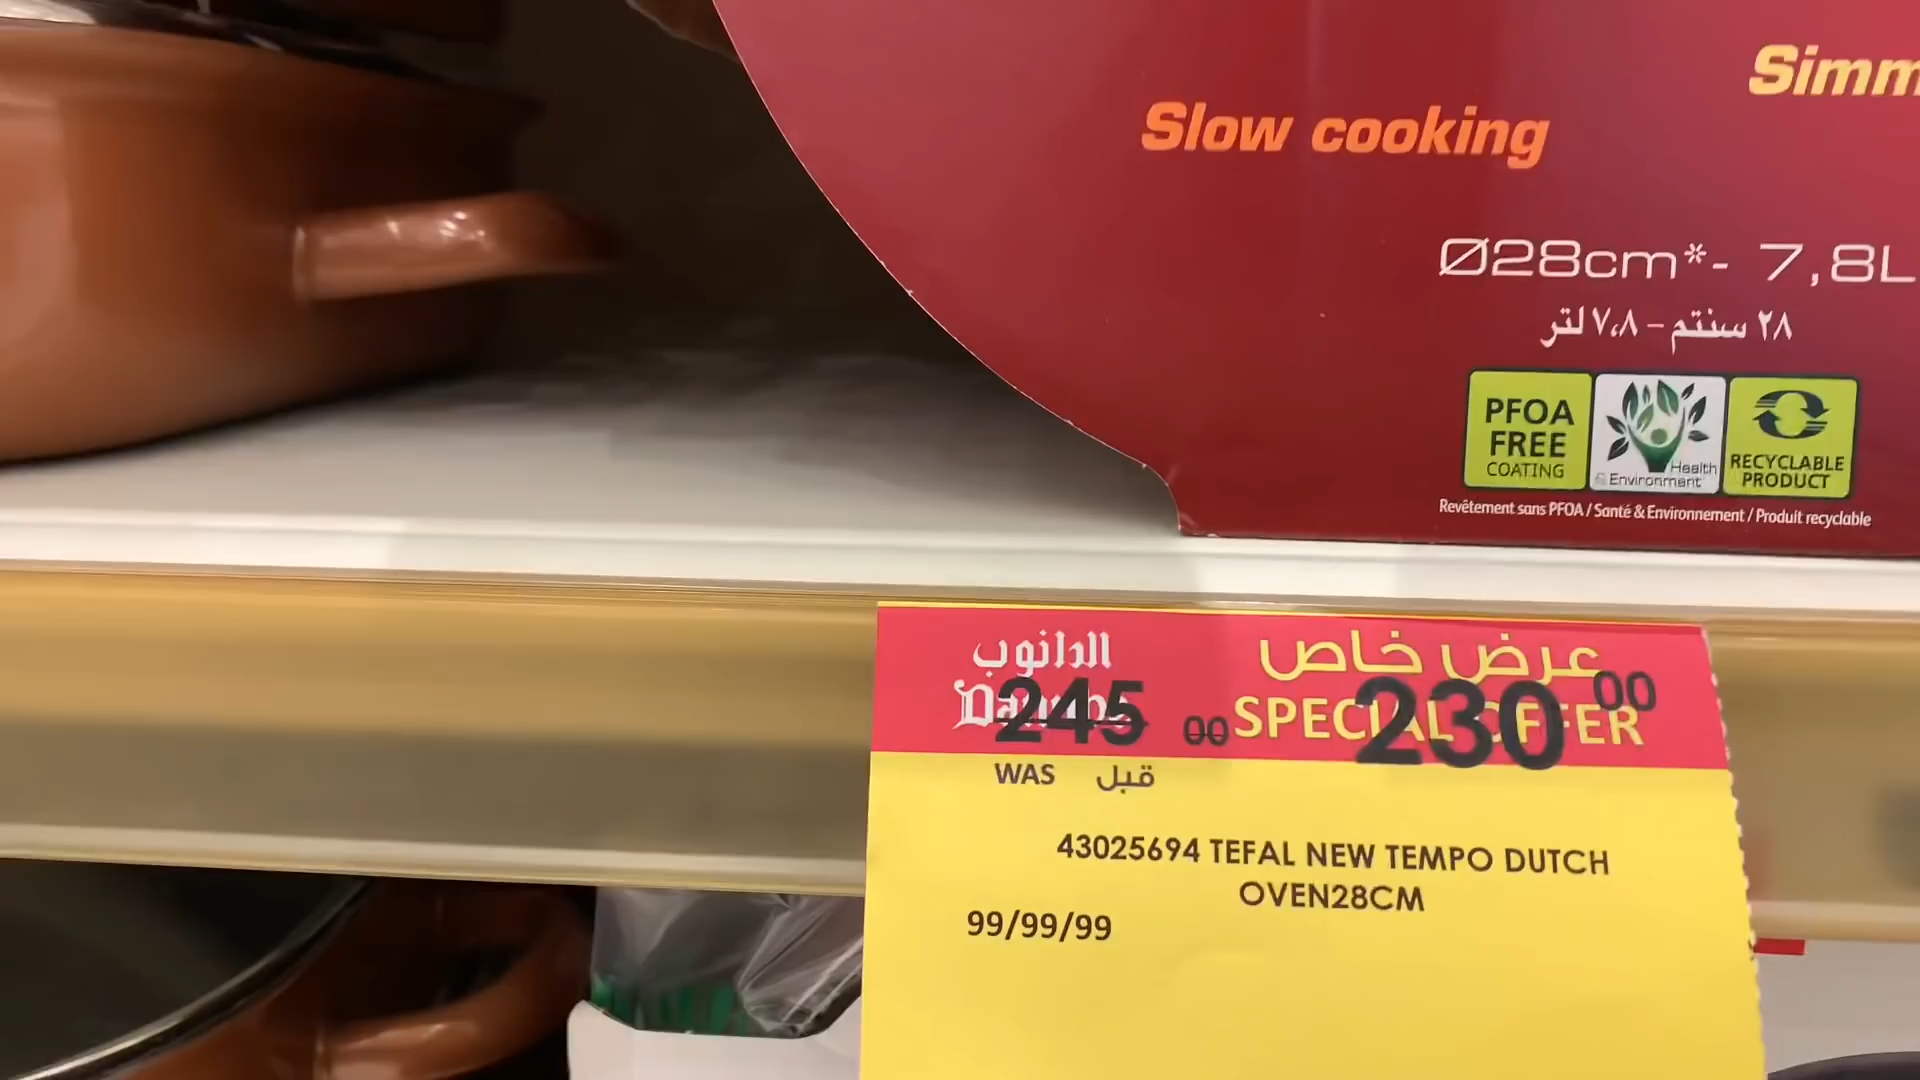 Slow cooking
Ø28cm*- 7,8L
٢٨ سنتم - ٧،٨ لتر
PFOA
FREE
COATING
Health
& Environment
RECYCLABLE
PRODUCT
Revêtement sans PFOA / Santé & Environnement / Produit recyclable
الدانوب
Danube
عرض خاص
SPECIAL OFFER
245 00
230 00
WAS قبل
43025694 TEFAL NEW TEMPO DUTCH
OVEN28CM
99/99/99